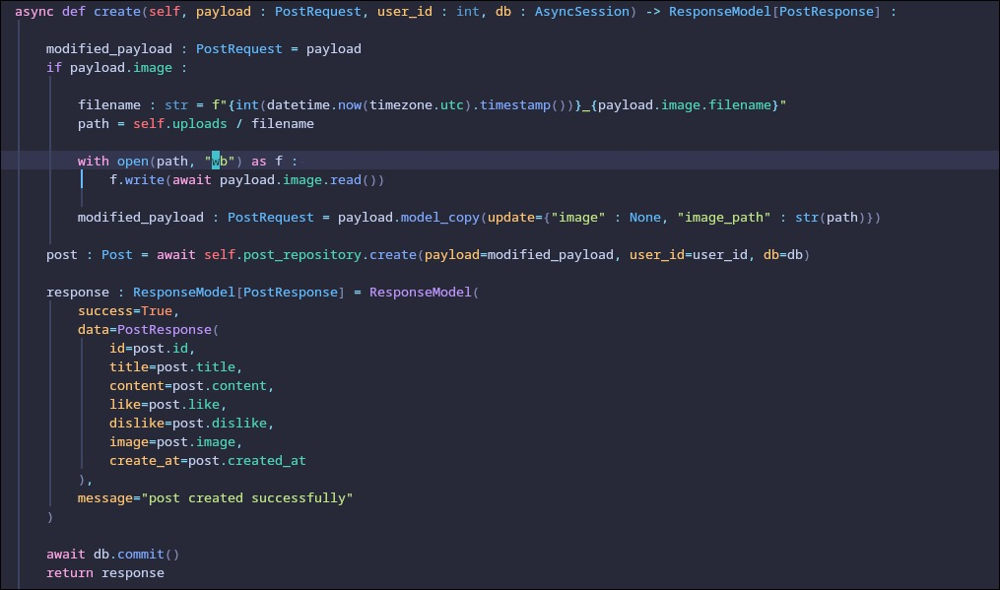 async def create(self, payload : PostRequest, user_id : int, db : AsyncSession) -> ResponseModel[PostResponse] :
modified_payload : PostRequest = payload
if payload.image :
filename : str = f"{int(datetime.now(timezone.utc).timestamp())}_{payload.image.filename}"
path = self.uploads / filename
with open(path, "wb") as f :
f.write(await payload.image.read())
modified_payload : PostRequest = payload.model_copy(update={"image" : None, "image_path" : str(path)})
post : Post = await self.post_repository.create(payload=modified_payload, user_id=user_id, db=db)
response : ResponseModel[PostResponse] = ResponseModel(
success=True,
data=PostResponse(
id=post.id,
title=post.title,
content=post.content,
like=post.like,
dislike=post.dislike,
image=post.image,
create_at=post.created_at
),
message="post created successfully"
)
await db.commit()
return response